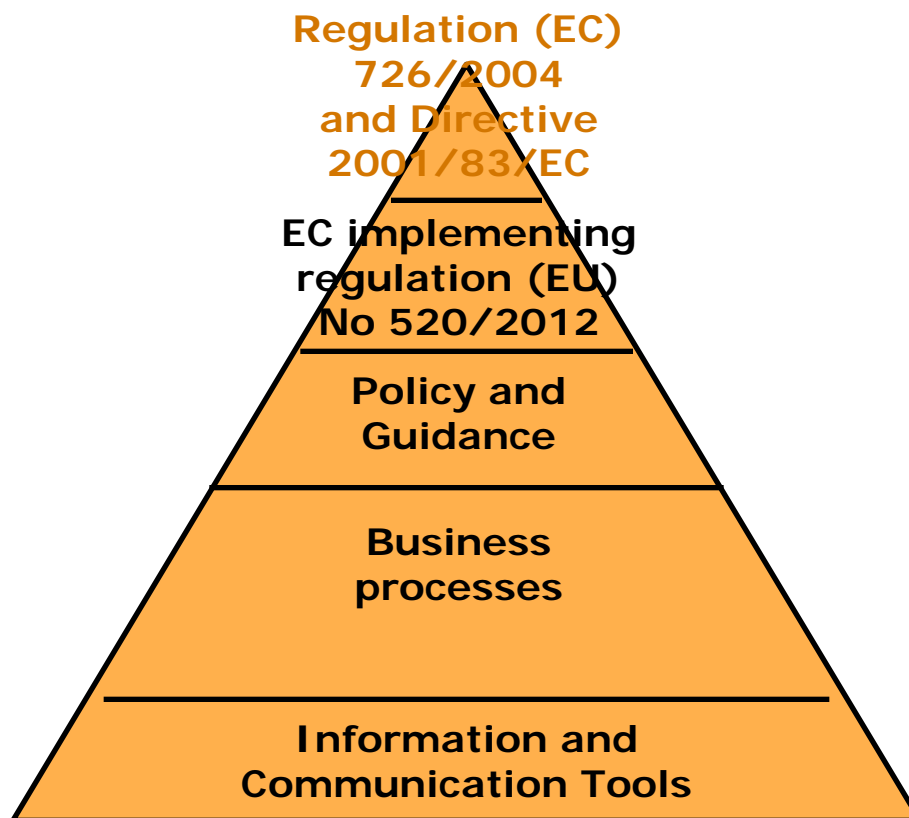 Regulation (EC)
726/2004
and Directive
2001/83/EC
EC implementing
regulation (EU)
No 520/2012
Policy and
Guidance
Business
processes
Information and
Communication Tools